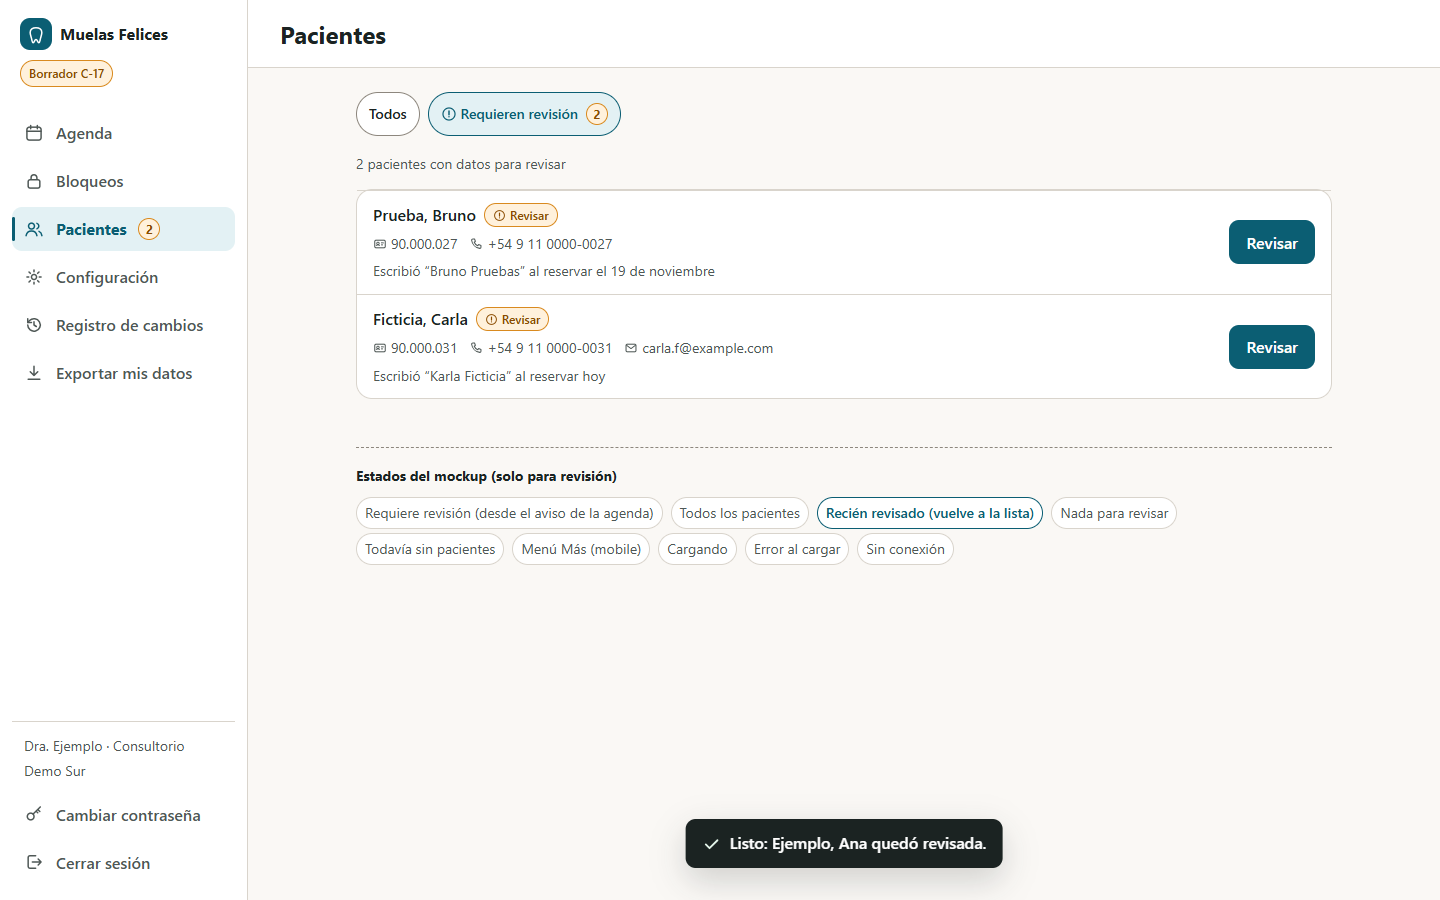 Muelas Felices
Borrador C-17
Agenda
Bloqueos
Pacientes 2
Configuración
Registro de cambios
Exportar mis datos
Dra. Ejemplo · Consultorio
Demo Sur
Cambiar contraseña
Cerrar sesión
Pacientes
Todos
Requieren revisión 2
2 pacientes con datos para revisar
Prueba, Bruno Revisar
90.000.027 +54 9 11 0000-0027
Escribió “Bruno Pruebas” al reservar el 19 de noviembre
Revisar
Ficticia, Carla Revisar
90.000.031 +54 9 11 0000-0031 carla.f@example.com
Escribió “Karla Ficticia” al reservar hoy
Revisar
Estados del mockup (solo para revisión)
Requiere revisión (desde el aviso de la agenda) Todos los pacientes Recién revisado (vuelve a la lista) Nada para revisar
Todavía sin pacientes Menú Más (mobile) Cargando Error al cargar Sin conexión
Listo: Ejemplo, Ana quedó revisada.